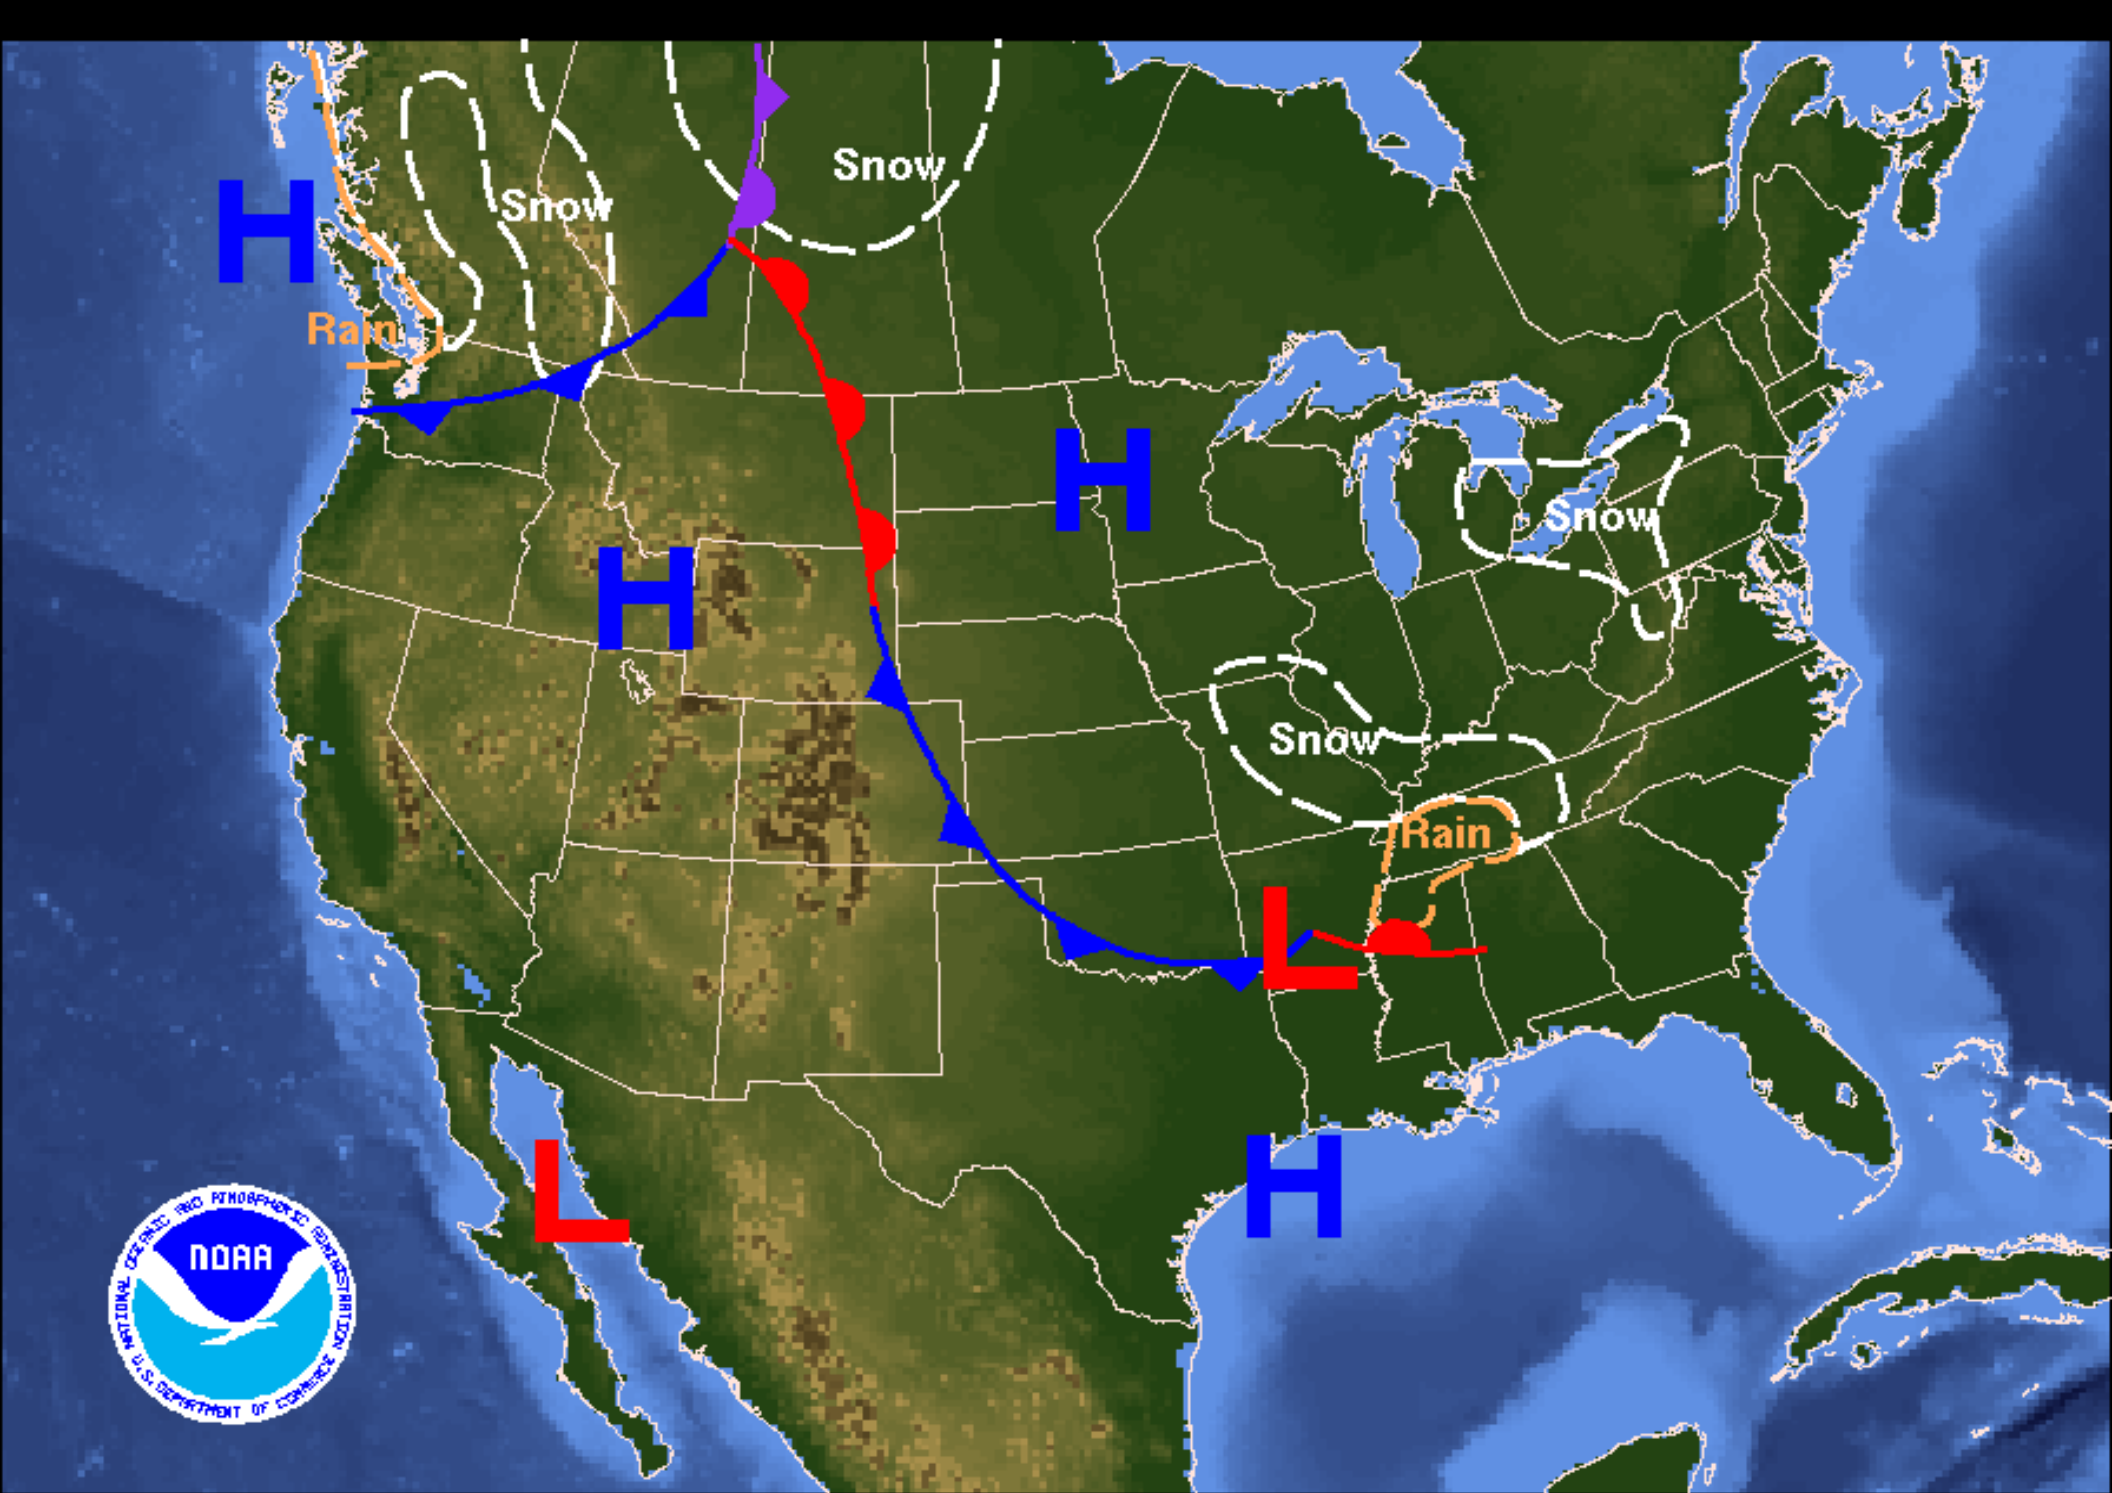 Snow
Snow
H
Rain
H
Snow
H
Snow
Rain
L
H
L
NATIONAL OCEANIC AND ATMOSPHERIC ADMINISTRATION
NOAA
U.S. DEPARTMENT OF COMMERCE